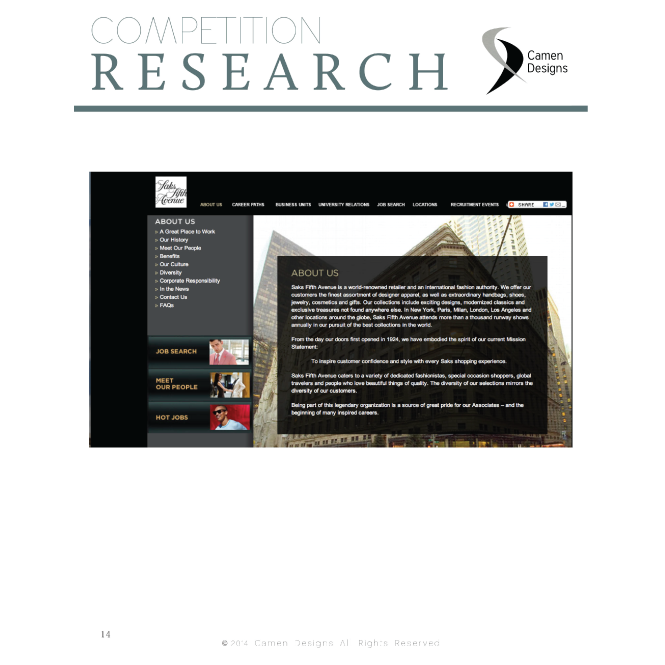 COMPETITION
RESEARCH
Camen
Designs
Saks
Fifth
Avenue
ABOUT US CAREER PATHS BUSINESS UNITS UNIVERSITY RELATIONS JOB SEARCH LOCATIONS RECRUITMENT EVENTS SHARE
ABOUT US
» A Great Place to Work
» Our History
» Meet Our People
» Benefits
» Our Culture
» Diversity
» Corporate Responsibility
» In the News
» Contact Us
» FAQs
JOB SEARCH
MEET
OUR PEOPLE
HOT JOBS
ABOUT US
Saks Fifth Avenue is a world-renowned retailer and an international fashion authority. We offer our
customers the finest assortment of designer apparel, as well as extraordinary handbags, shoes,
jewelry, cosmetics and gifts. Our collections include exciting designs, modernized classics and
exclusive treasures not found anywhere else. In New York, Paris, Milan, London, Los Angeles and
other locations around the globe, Saks Fifth Avenue attends more than a thousand runway shows
annually in our pursuit of the best collections in the world.
From the day our doors first opened in 1924, we have embodied the spirit of our current Mission
Statement:
To inspire customer confidence and style with every Saks shopping experience.
Saks Fifth Avenue caters to a variety of dedicated fashionistas, special occasion shoppers, global
travelers and people who love beautiful things of quality. The diversity of our selections mirrors the
diversity of our customers.
Being part of this legendary organization is a source of great pride for our Associates – and the
beginning of many inspired careers.
14
© 2014 Camen Designs All Rights Reserved